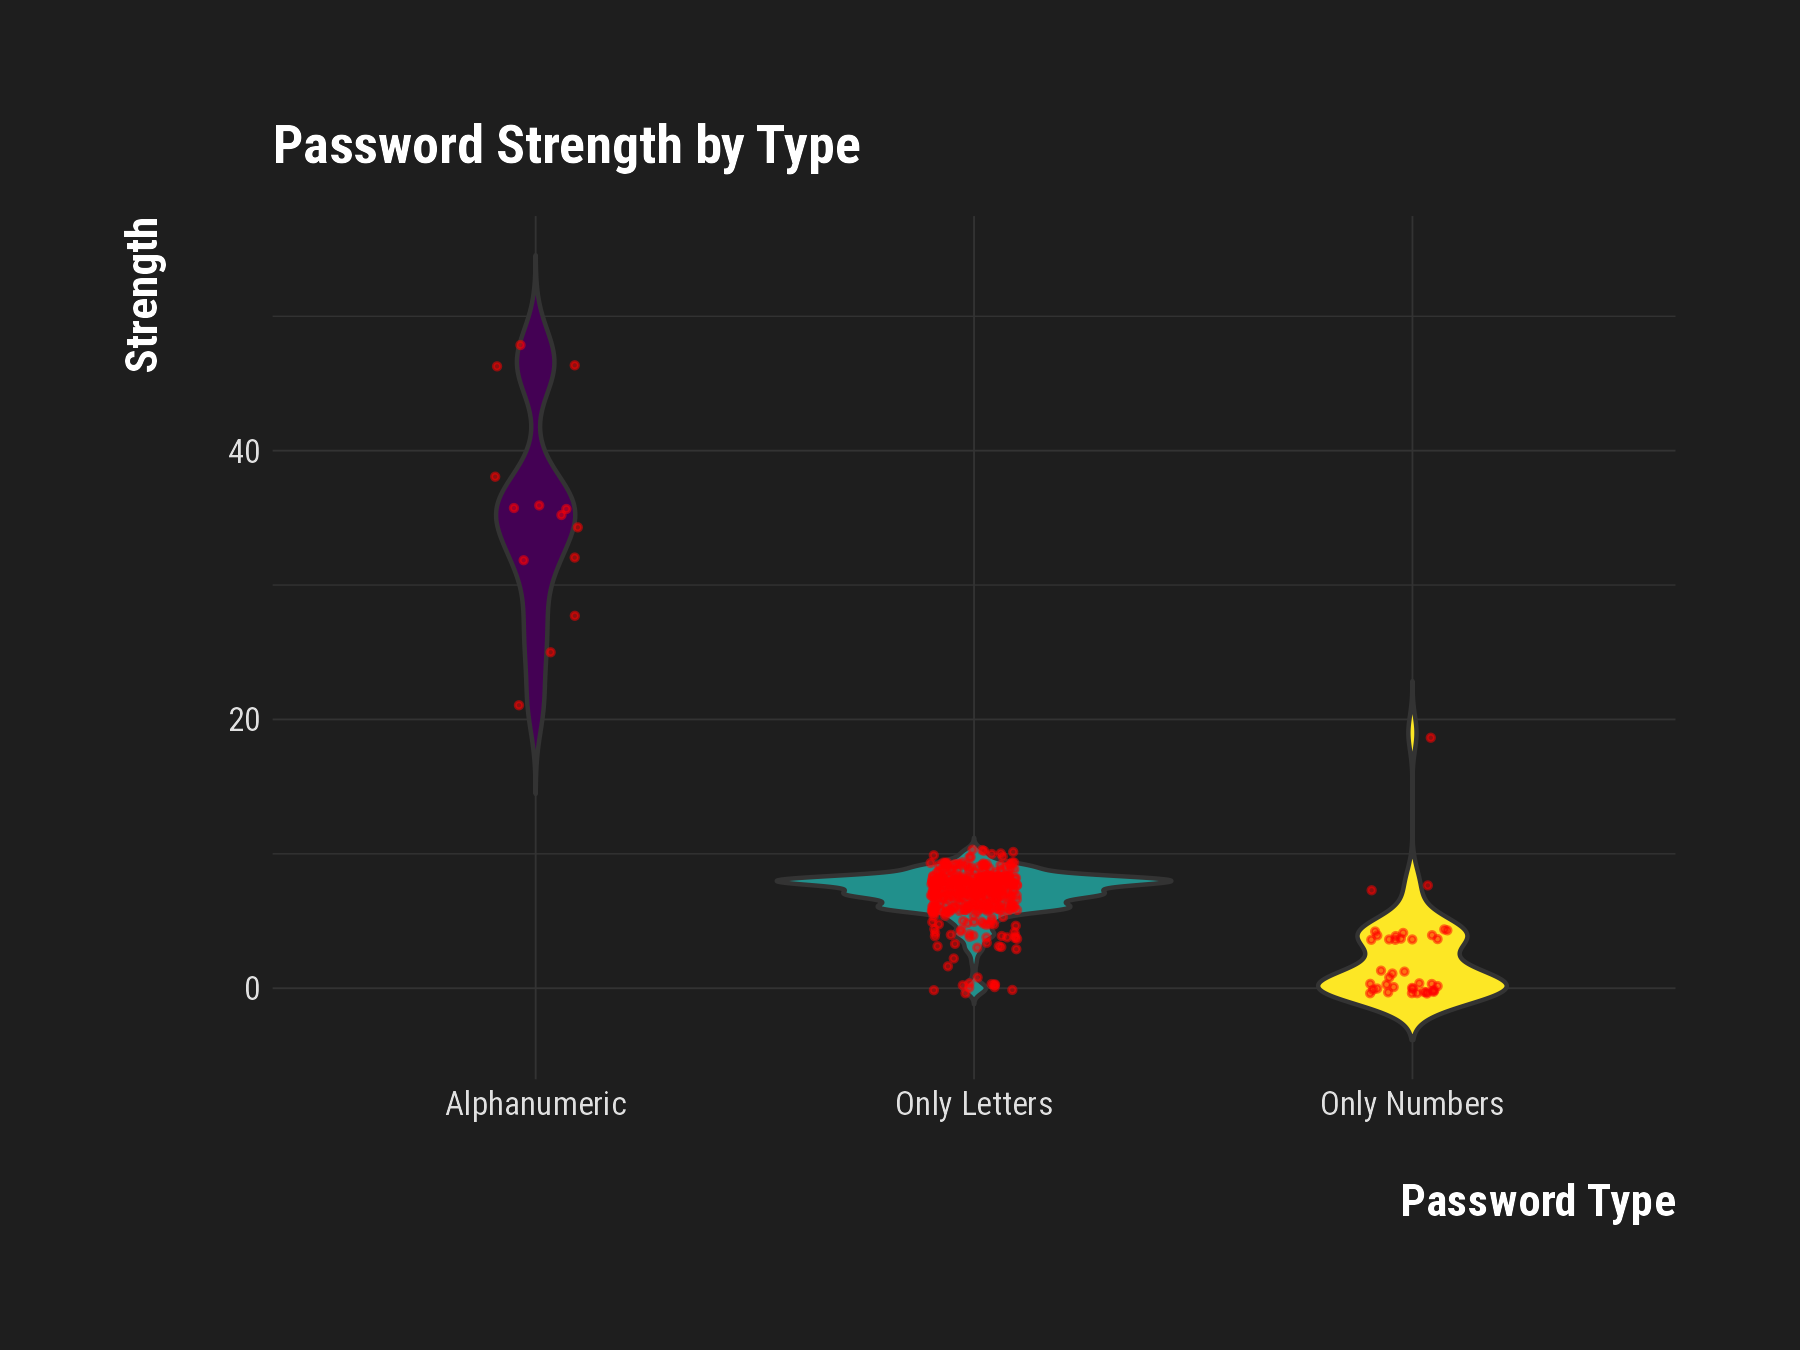 Password Strength by Type
Strength
40
20
0
Alphanumeric
Only Letters
Only Numbers
Password Type